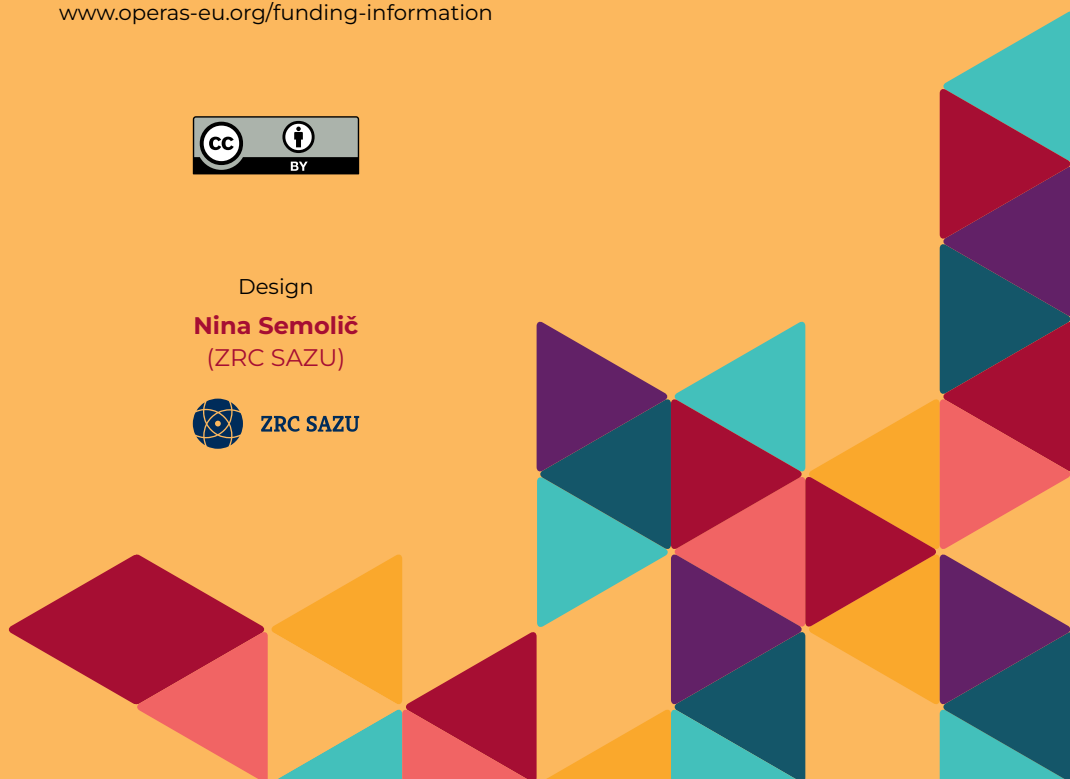 www.operas-eu.org/funding-information
cc
BY
Design
Nina Semolič
(ZRC SAZU)
ZRC SAZU